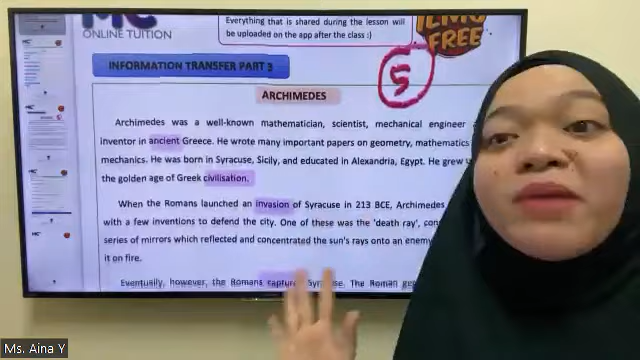 MC
ONLINE TUITION
Everything that is shared during the lesson will
be uploaded on the app after the class :)
ILMU
FREE
INFORMATION TRANSFER PART 3
5
ARCHIMEDES
Archimedes was a well-known mathematician, scientist, mechanical engineer
inventor in ancient Greece. He wrote many important papers on geometry, mathematics
mechanics. He was born in Syracuse, Sicily, and educated in Alexandria, Egypt. He grew
the golden age of Greek civilisation.
When the Romans launched an invasion of Syracuse in 213 BCE, Archimedes
with a few inventions to defend the city. One of these was the 'death ray',
series of mirrors which reflected and concentrated the sun's rays onto an enemy
it on fire.
Eventually, however, the Romans captured Syracuse. The Roman
Ms. Aina Y